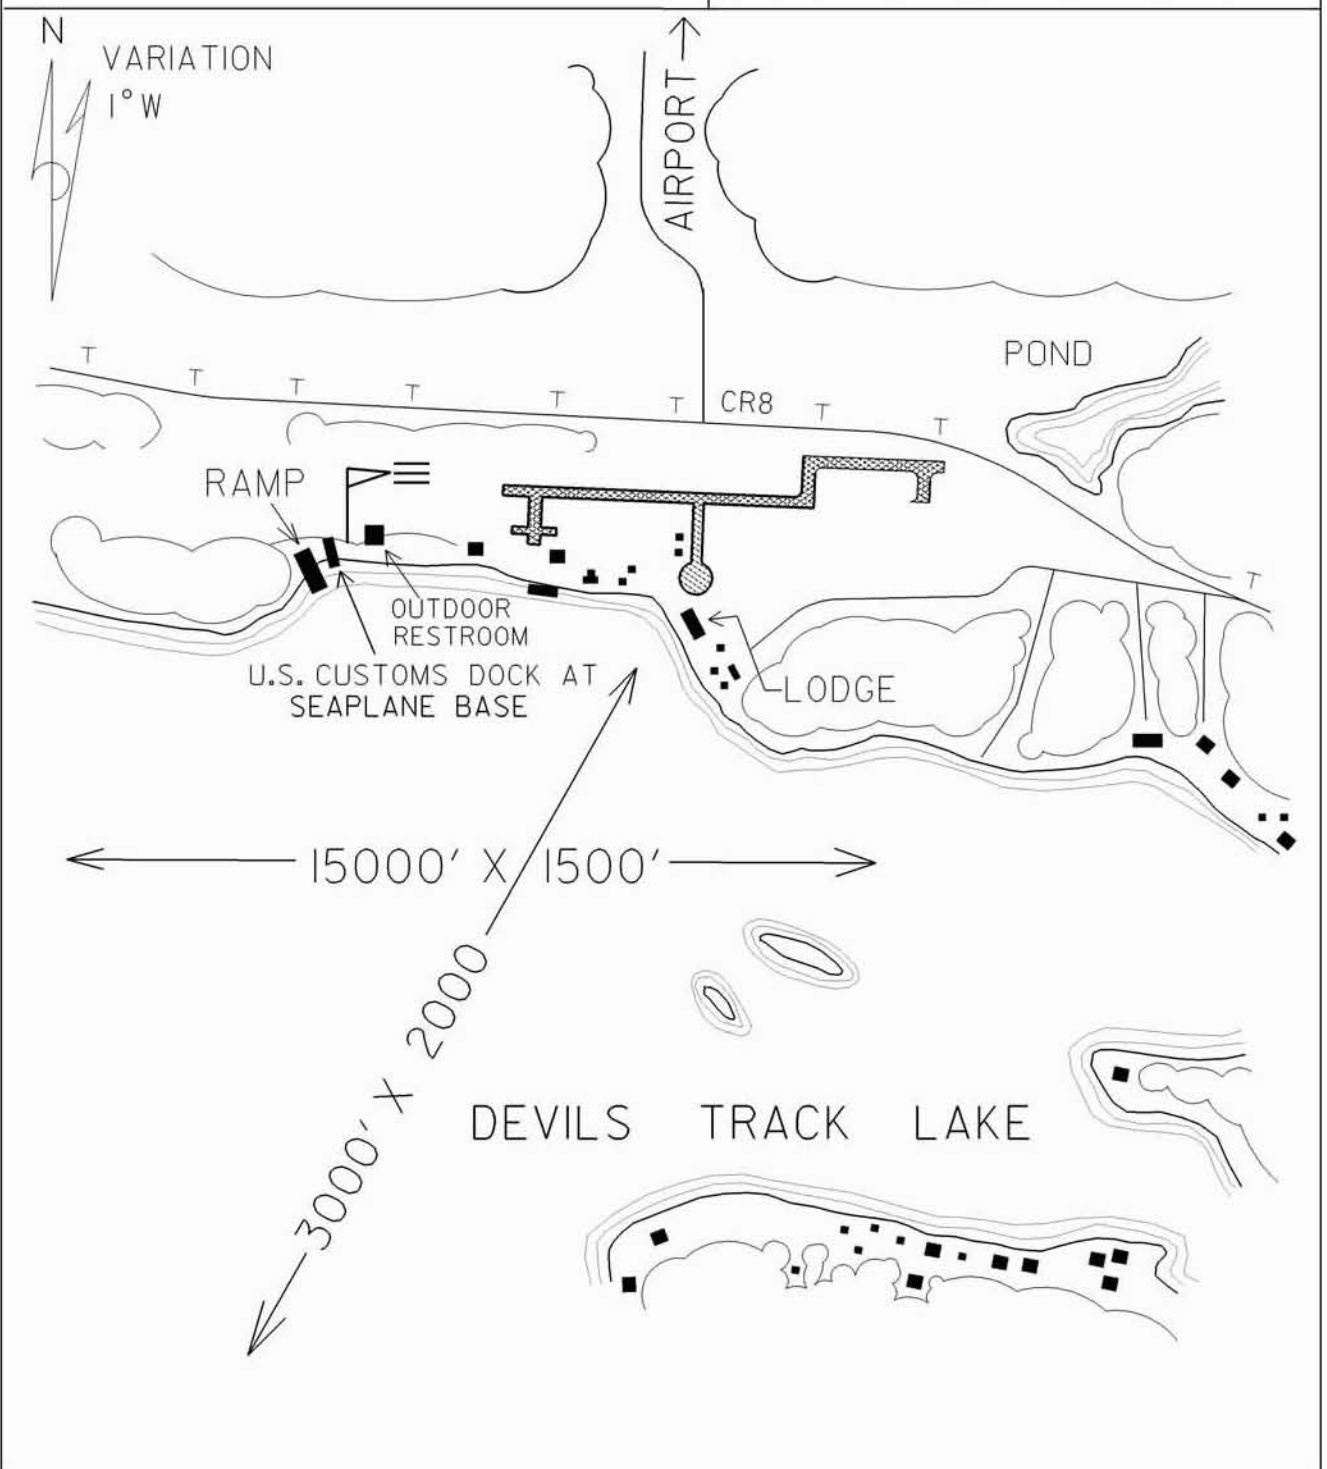 N
VARIATION
1°W
AIRPORT
T
T
T
T
T
T
T
T
T
CR8
POND
RAMP
OUTDOOR
RESTROOM
U.S. CUSTOMS DOCK AT
SEAPLANE BASE
LODGE
15000' X 1500'
3000' X 2000
DEVILS TRACK LAKE